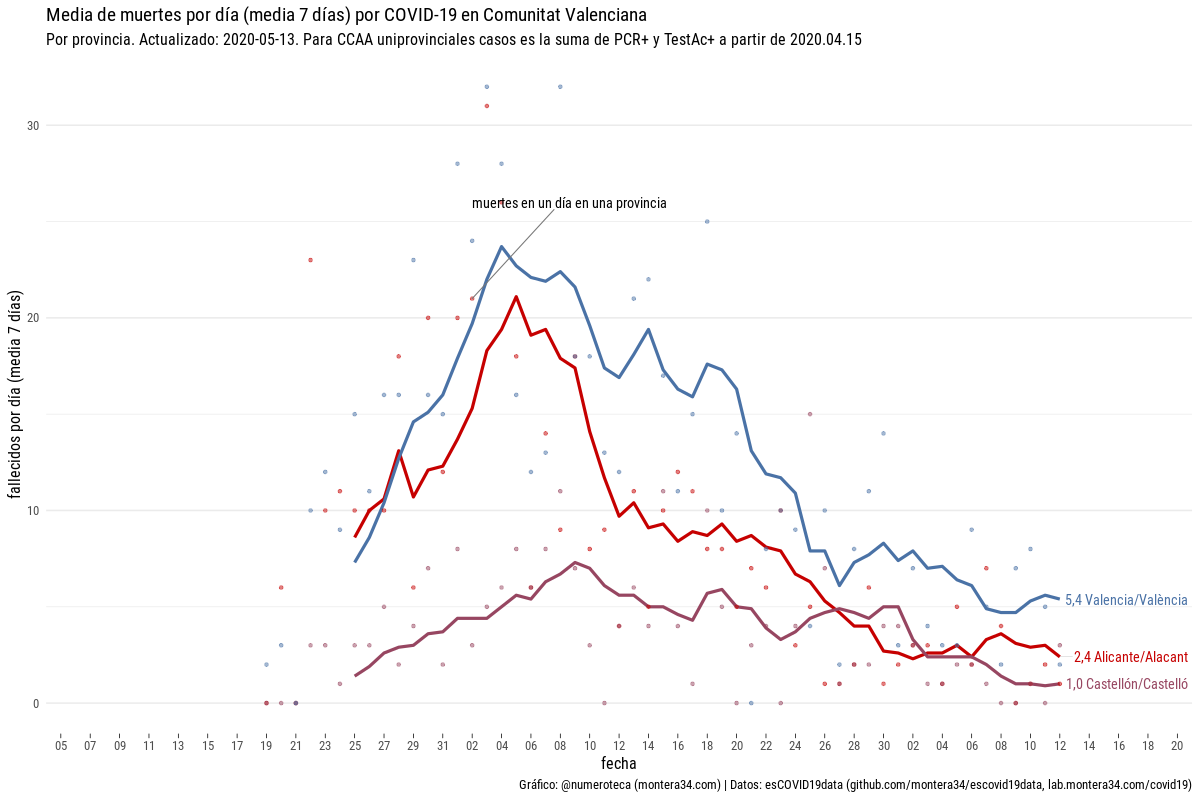 Media de muertes por día (media 7 días) por COVID-19 en Comunitat Valenciana
Por provincia. Actualizado: 2020-05-13. Para CCAA uniprovinciales casos es la suma de PCR+ y TestAc+ a partir de 2020.04.15
fallecidos por día (media 7 días)
30
20
10
0
muertes en un día en una provincia
5,4 Valencia/València
2,4 Alicante/Alacant
1,0 Castellón/Castelló
05 07 09 11 13 15 17 19 21 23 25 27 29 31 02 04 06 08 10 12 14 16 18 20 22 24 26 28 30 02 04 06 08 10 12 14 16 18 20
fecha
Gráfico: @numeroteca (montera34.com) | Datos: esCOVID19data (github.com/montera34/escovid19data, lab.montera34.com/covid19)